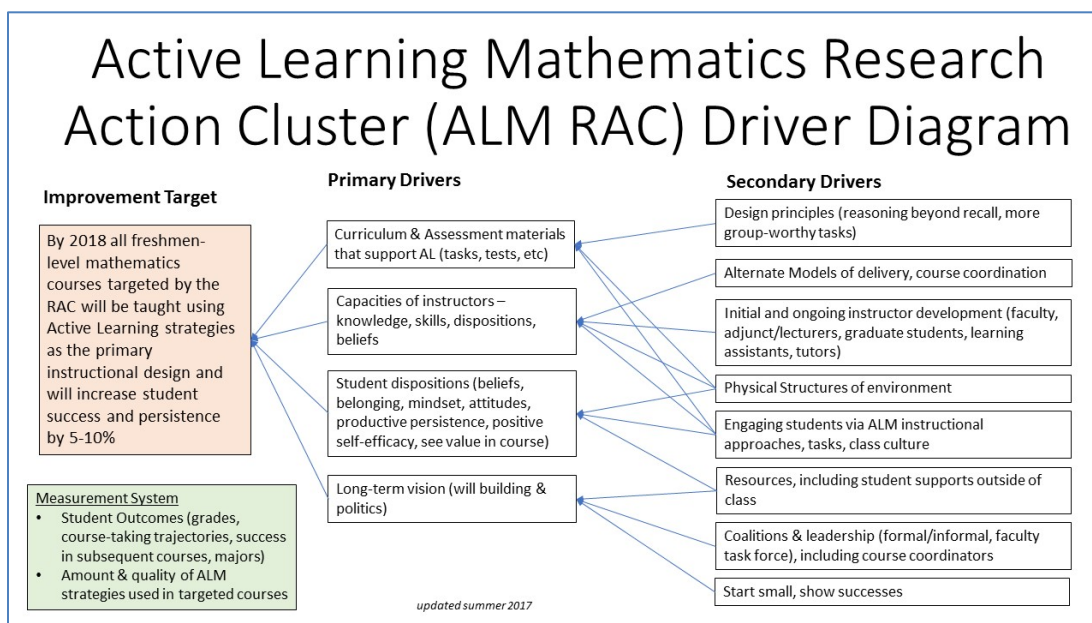 Active Learning Mathematics Research
Action Cluster (ALM RAC) Driver Diagram
Improvement Target
By 2018 all freshmen-
level mathematics
courses targeted by the
RAC will be taught using
Active Learning strategies
as the primary
instructional design and
will increase student
success and persistence
by 5-10%
Measurement System
• Student Outcomes (grades,
course-taking trajectories, success
in subsequent courses, majors)
• Amount & quality of ALM
strategies used in targeted courses
Primary Drivers
Curriculum & Assessment materials
that support AL (tasks, tests, etc)
Capacities of instructors –
knowledge, skills, dispositions,
beliefs
Student dispositions (beliefs,
belonging, mindset, attitudes,
productive persistence, positive
self-efficacy, see value in course)
Long-term vision (will building &
politics)
updated summer 2017
Secondary Drivers
Design principles (reasoning beyond recall, more
group-worthy tasks)
Alternate Models of delivery, course coordination
Initial and ongoing instructor development (faculty,
adjunct/lecturers, graduate students, learning
assistants, tutors)
Physical Structures of environment
Engaging students via ALM instructional
approaches, tasks, class culture
Resources, including student supports outside of
class
Coalitions & leadership (formal/informal, faculty
task force), including course coordinators
Start small, show successes